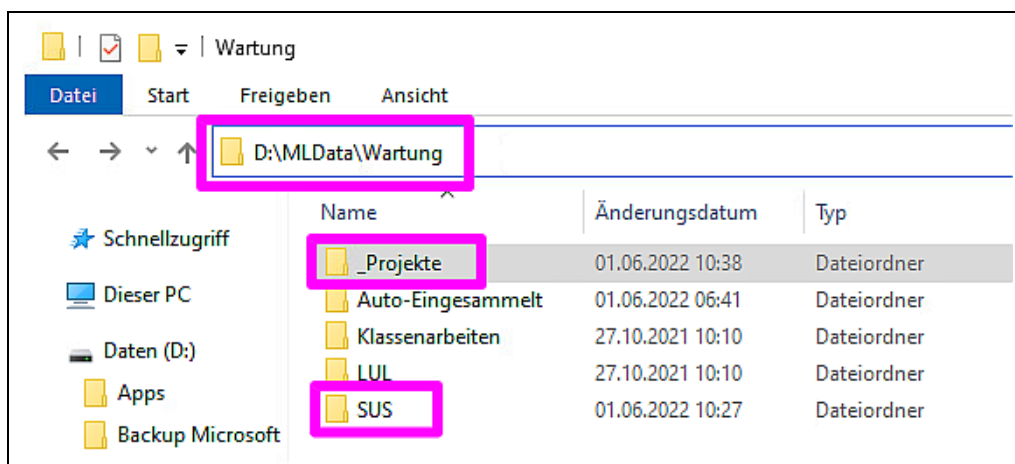 Wartung
Datei Start Freigeben Ansicht
D:\MLData\Wartung
Name Änderungsdatum Typ
Schnellzugriff
Dieser PC
Daten (D:)
Apps
Backup Microsoft
_Projekte 01.06.2022 10:38 Dateiordner
Auto-Eingesammelt 01.06.2022 06:41 Dateiordner
Klassenarbeiten 27.10.2021 10:10 Dateiordner
LUL 27.10.2021 10:10 Dateiordner
SUS 01.06.2022 10:27 Dateiordner